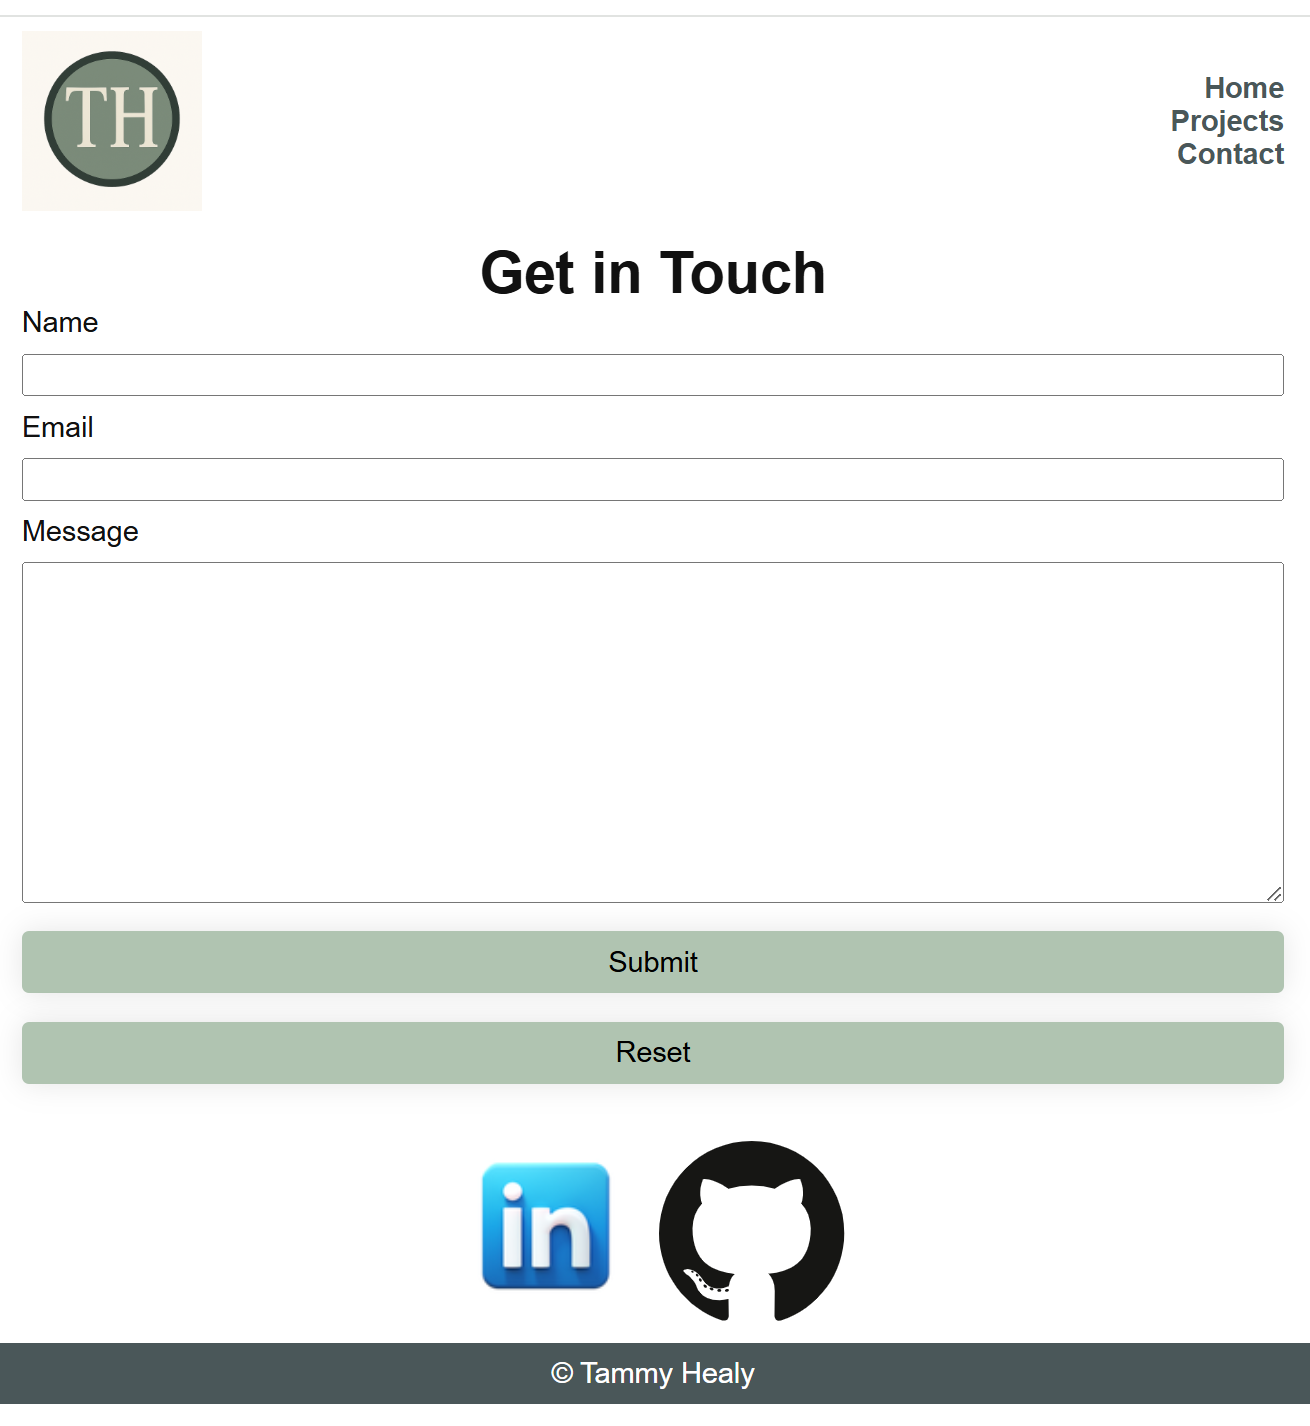 TH
Home
Projects
Contact
Get in Touch
Name
Email
Message
Submit
Reset
in
© Tammy Healy